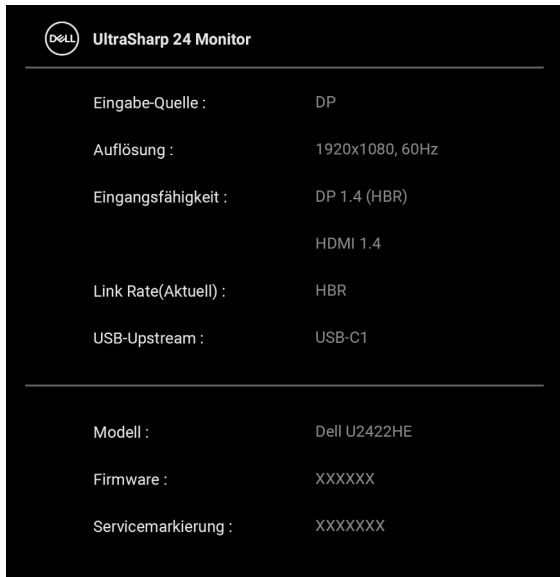 DELL UltraSharp 24 Monitor
Eingabe-Quelle : DP
Auflösung : 1920x1080, 60Hz
Eingangsfähigkeit : DP 1.4 (HBR)
HDMI 1.4
Link Rate(Aktuell) : HBR
USB-Upstream : USB-C1
Modell : Dell U2422HE
Firmware : XXXXXX
Servicemarkierung : XXXXXXX